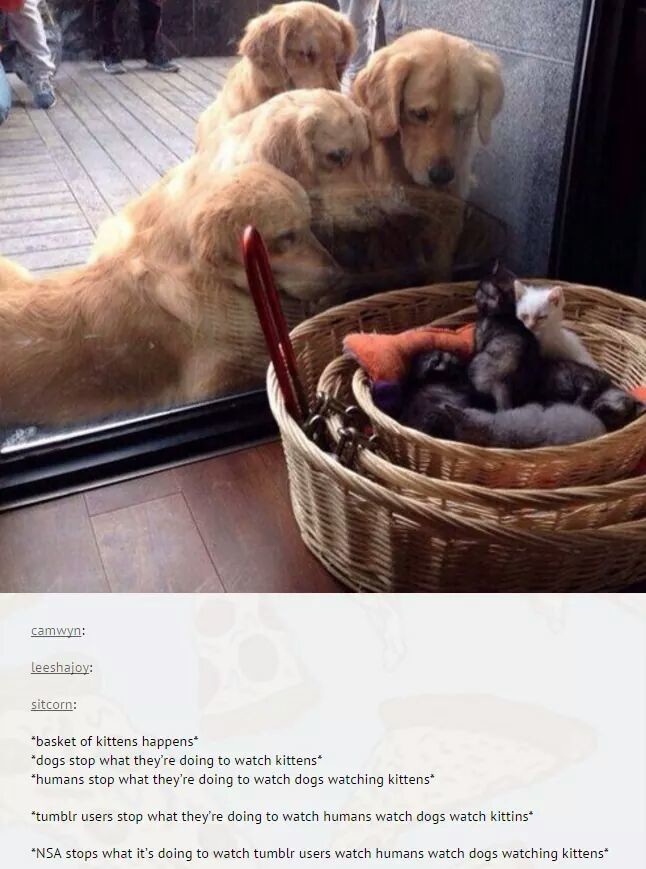 camwyn:
leeshajoy:
sitcorn:
*basket of kittens happens*
*dogs stop what they're doing to watch kittens*
*humans stop what they're doing to watch dogs watching kittens*
*tumblr users stop what they're doing to watch humans watch dogs watch kittins*
*NSA stops what it's doing to watch tumblr users watch humans watch dogs watching kittens*